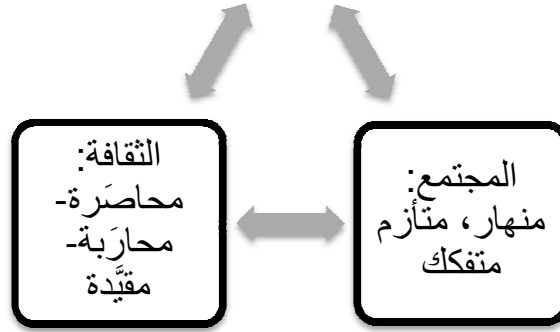 المجتمع:
منهار، متأزم
متفكك
الثقافة:
محاصَرة-
محارَبة-
مقيَّدة